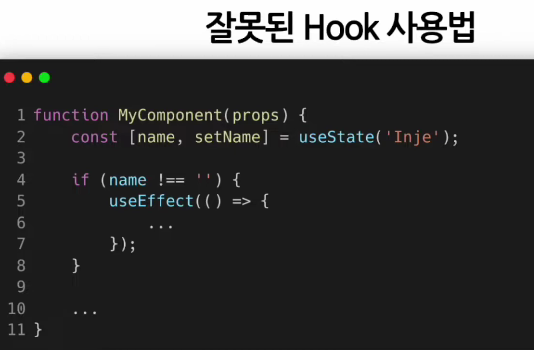 잘못된 Hook 사용법
1 function MyComponent(props) {
2     const [name, setName] = useState('Inje');
3
4     if (name !== '') {
5         useEffect(() => {
6             ...
7         });
8     }
9
10     ...
11 }